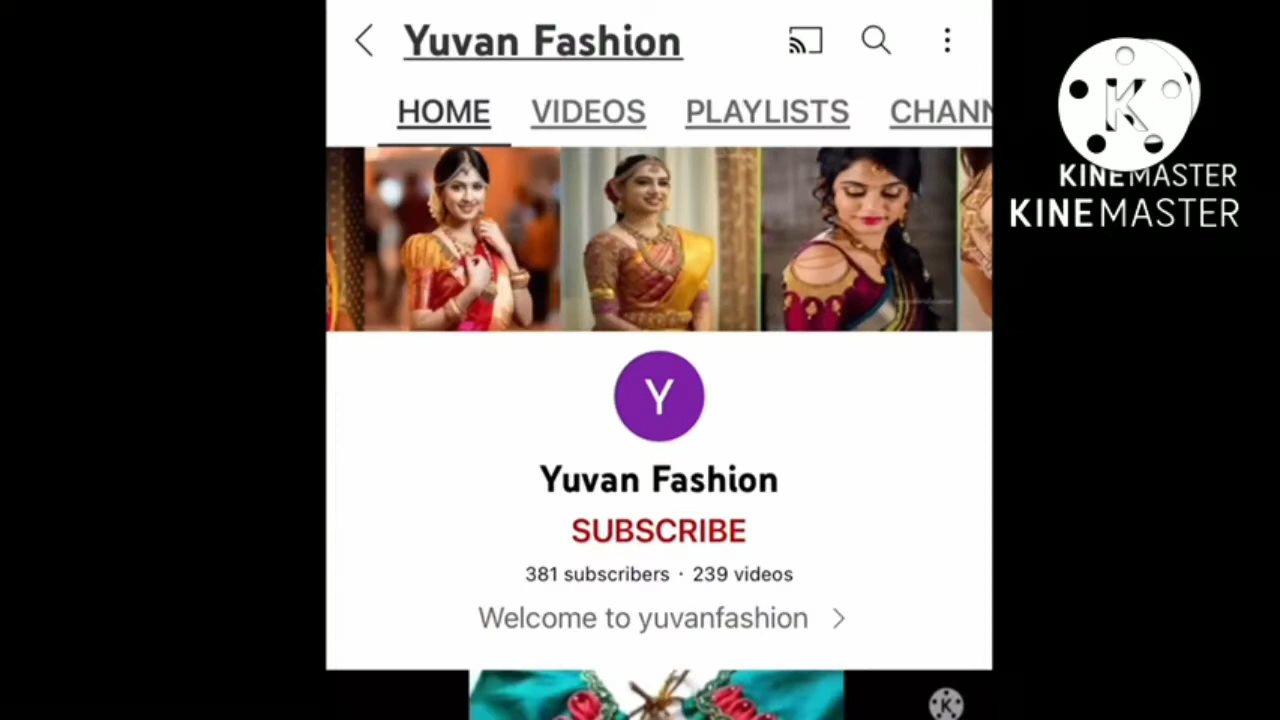 Yuvan Fashion
HOME VIDEOS PLAYLISTS CHANN
KINEMASTER
KINEMASTER
Y
Yuvan Fashion
SUBSCRIBE
381 subscribers · 239 videos
Welcome to yuvanfashion